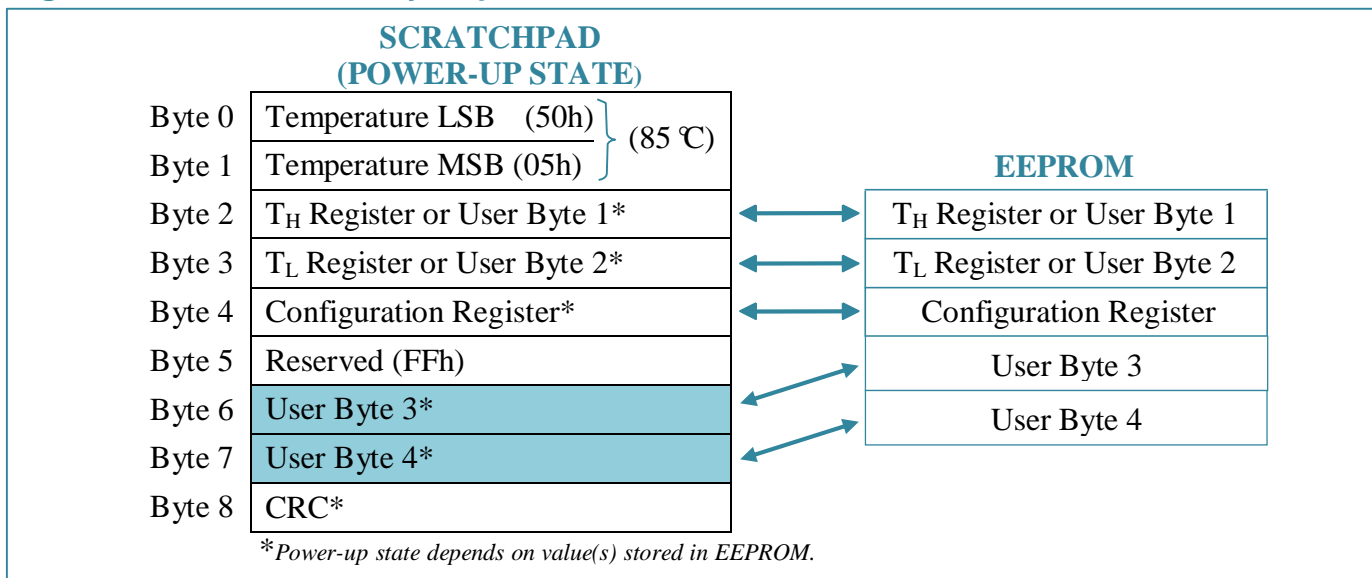 SCRATCHPAD
(POWER-UP STATE)
Byte 0 Temperature LSB (50h)
(85 °C)
Byte 1 Temperature MSB (05h)
EEPROM
Byte 2 TH Register or User Byte 1* TH Register or User Byte 1
Byte 3 TL Register or User Byte 2* TL Register or User Byte 2
Byte 4 Configuration Register* Configuration Register
Byte 5 Reserved (FFh) User Byte 3
Byte 6 User Byte 3* User Byte 4
Byte 7 User Byte 4*
Byte 8 CRC*
*Power-up state depends on value(s) stored in EEPROM.